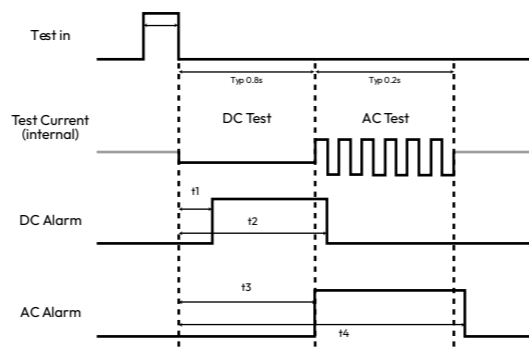 Test in
Typ 0.8s
Typ 0.2s
Test Current
(internal)
DC Test
AC Test
t1
DC Alarm
t2
t3
AC Alarm
t4